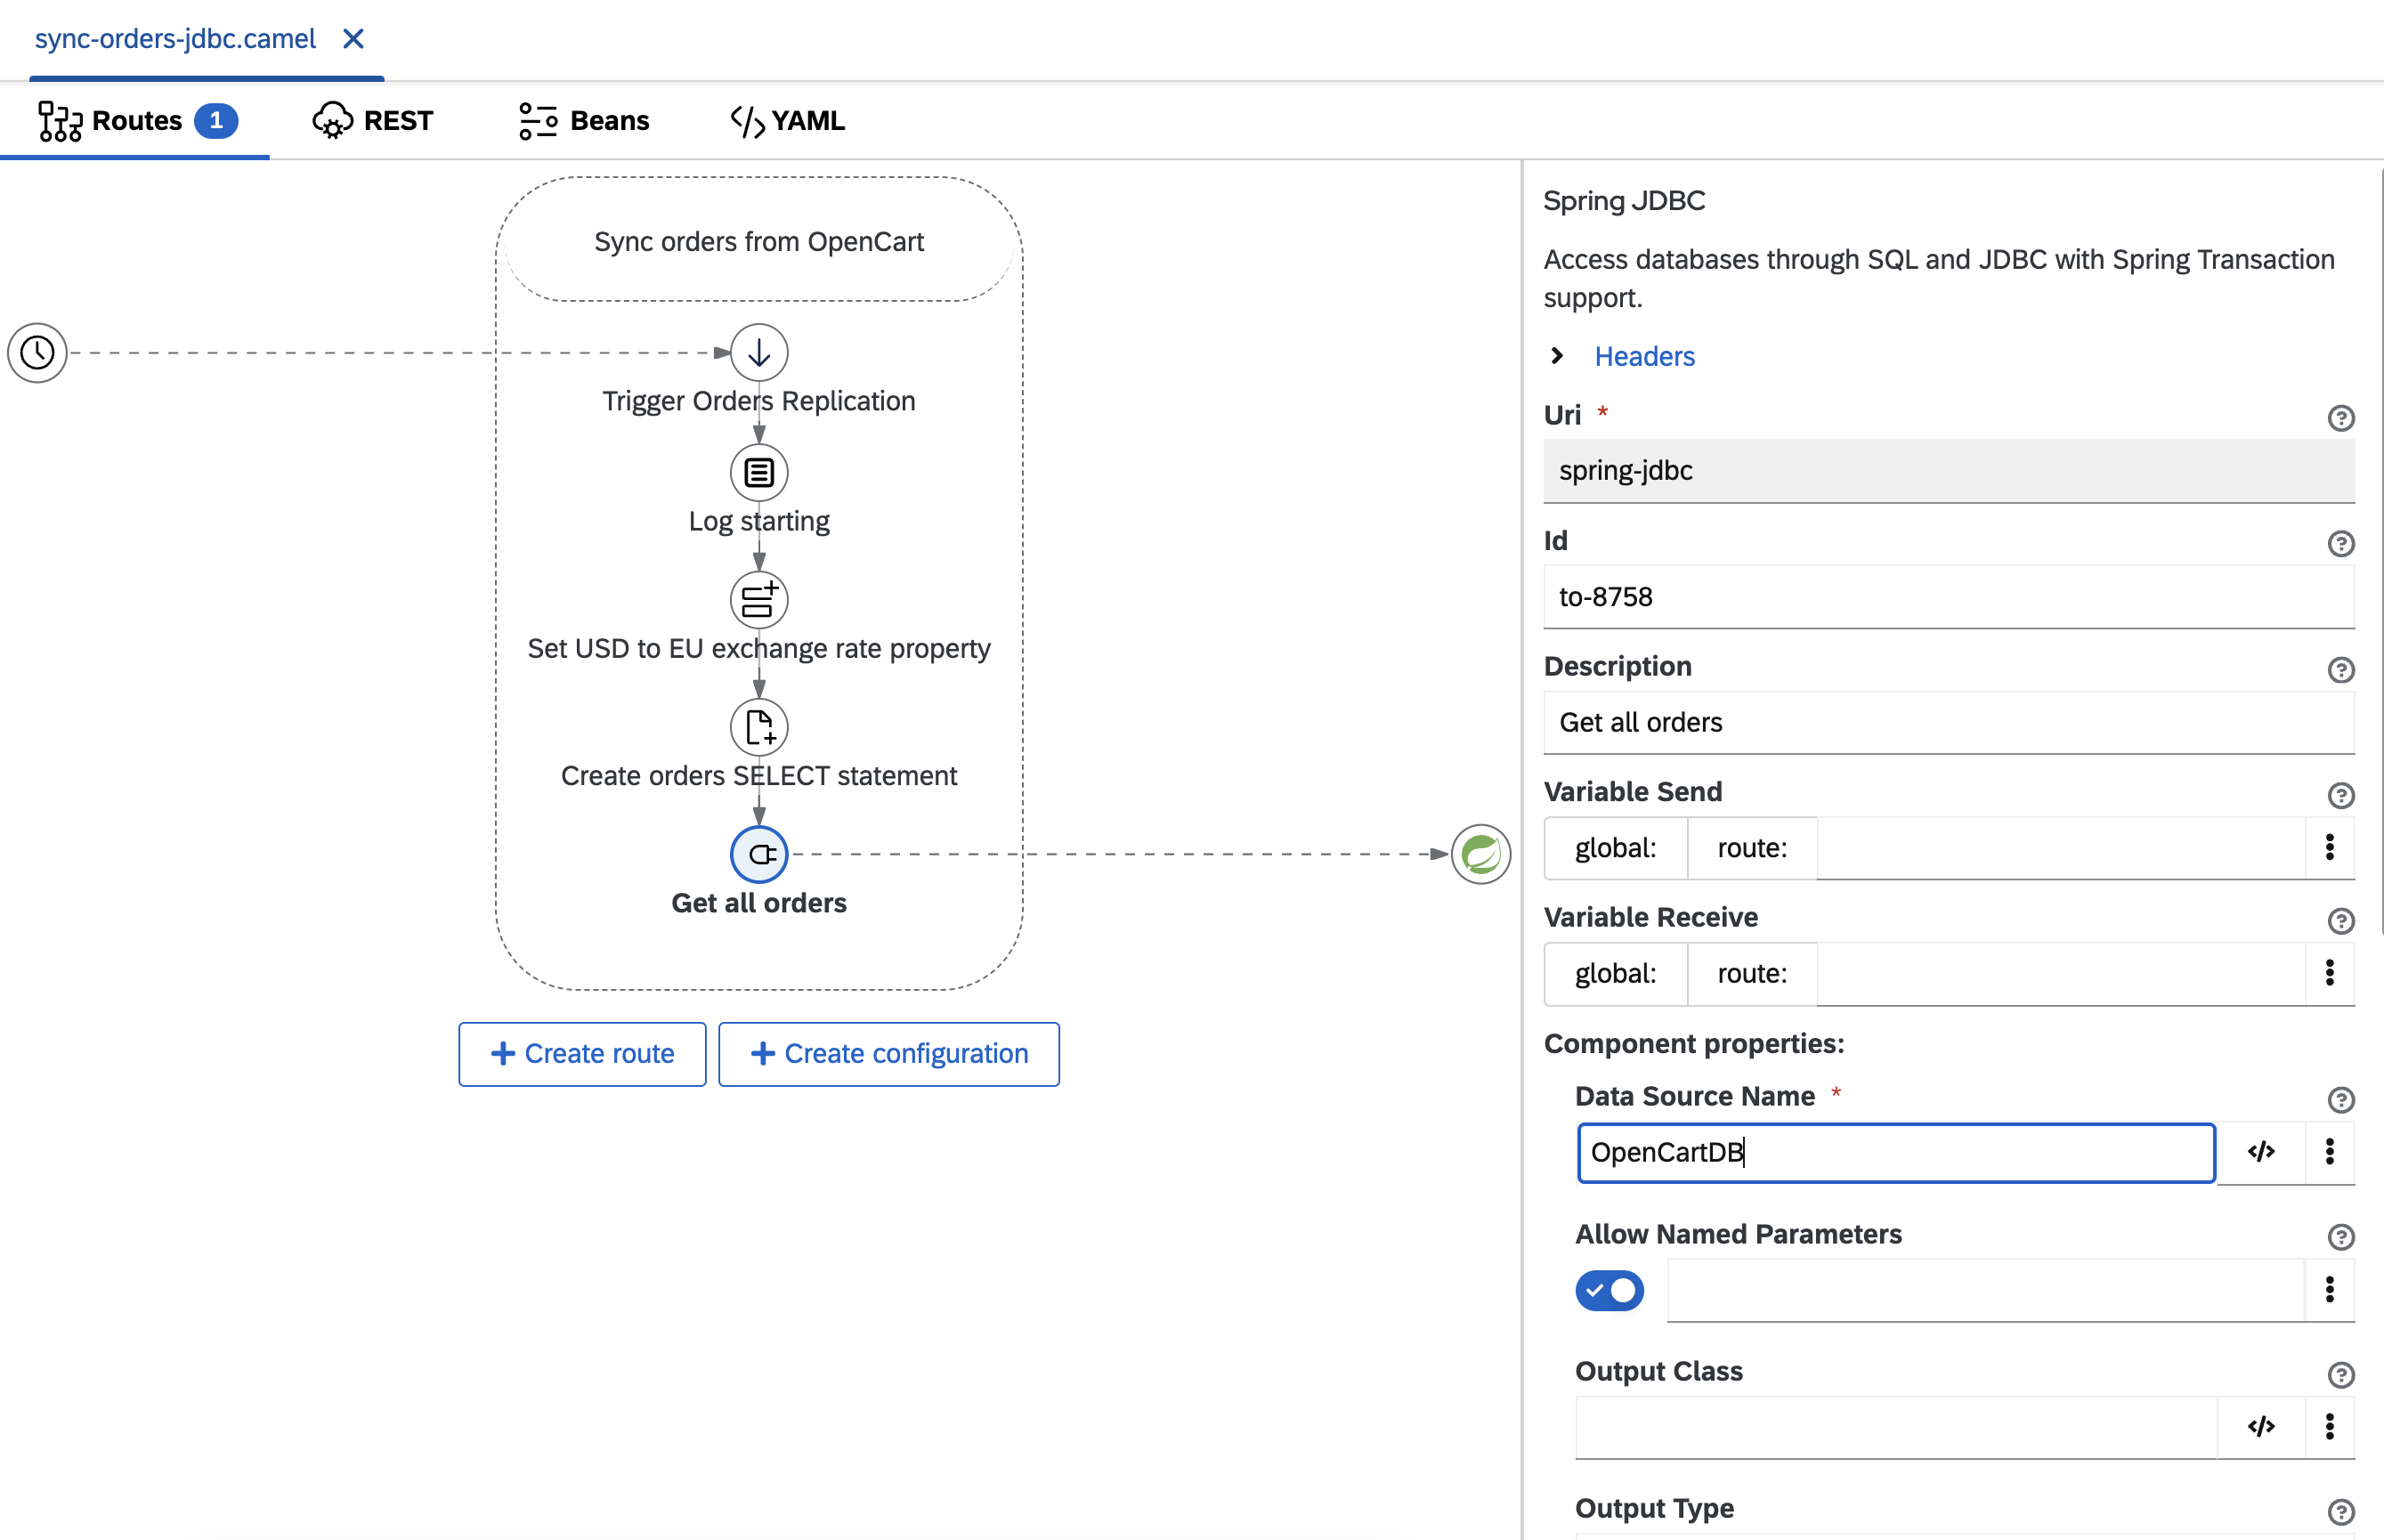 sync-orders-jdbc.camel
Routes 1 REST Beans YAML
Sync orders from OpenCart
Trigger Orders Replication
Log starting
Set USD to EU exchange rate property
Create orders SELECT statement
Get all orders
Create route
Create configuration
Spring JDBC
Access databases through SQL and JDBC with Spring Transaction
support.
Headers
Uri *
spring-jdbc
Id
to-8758
Description
Get all orders
Variable Send
global: route:
Variable Receive
global: route:
Component properties:
Data Source Name *
OpenCartDB
Allow Named Parameters
Output Class
Output Type